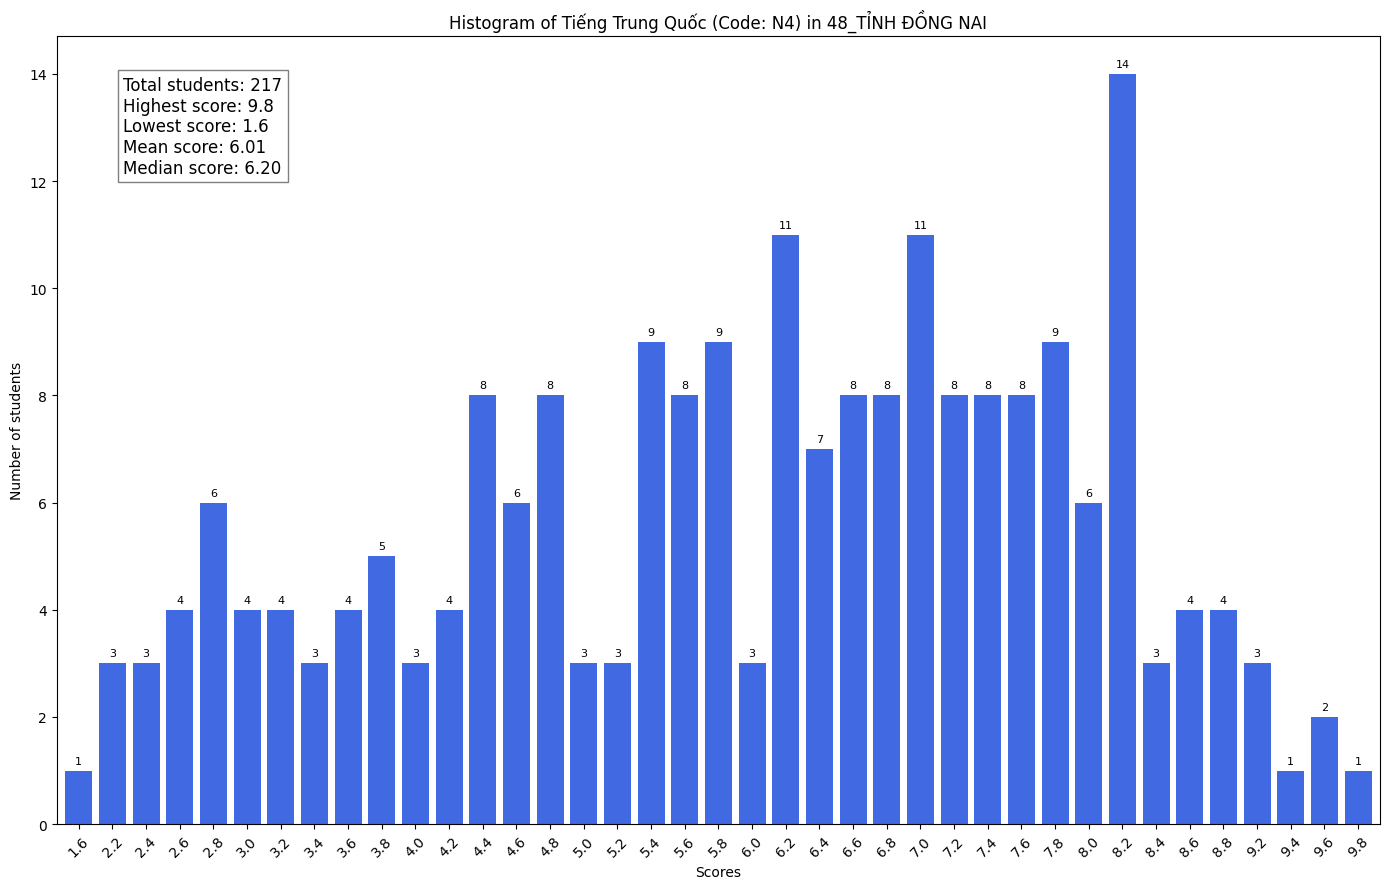 Histogram of Tiếng Trung Quốc (Code: N4) in 48_TỈNH ĐỒNG NAI
Total students: 217
Highest score: 9.8
Lowest score: 1.6
Mean score: 6.01
Median score: 6.20
Number of students
14
12
10
8
6
4
2
0
1 3 3 4 6 4 4 3 4 5 3 4 8 6 8 3 3 9 8 9 3 11 7 8 8 11 8 8 8 9 6 14 3 4 4 3 1 2 1
1.6 2.2 2.4 2.6 2.8 3.0 3.2 3.4 3.6 3.8 4.0 4.2 4.4 4.6 4.8 5.0 5.2 5.4 5.6 5.8 6.0 6.2 6.4 6.6 6.8 7.0 7.2 7.4 7.6 7.8 8.0 8.2 8.4 8.6 8.8 9.2 9.4 9.6 9.8
Scores